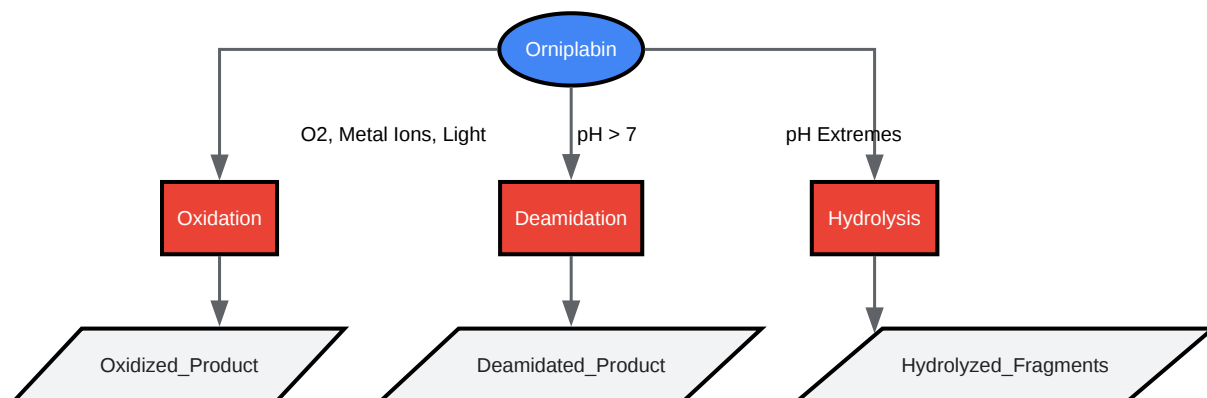 Orniplabin
O2, Metal Ions, Light
pH > 7
pH Extremes
Oxidation
Deamidation
Hydrolysis
Oxidized_Product
Deamidated_Product
Hydrolyzed_Fragments